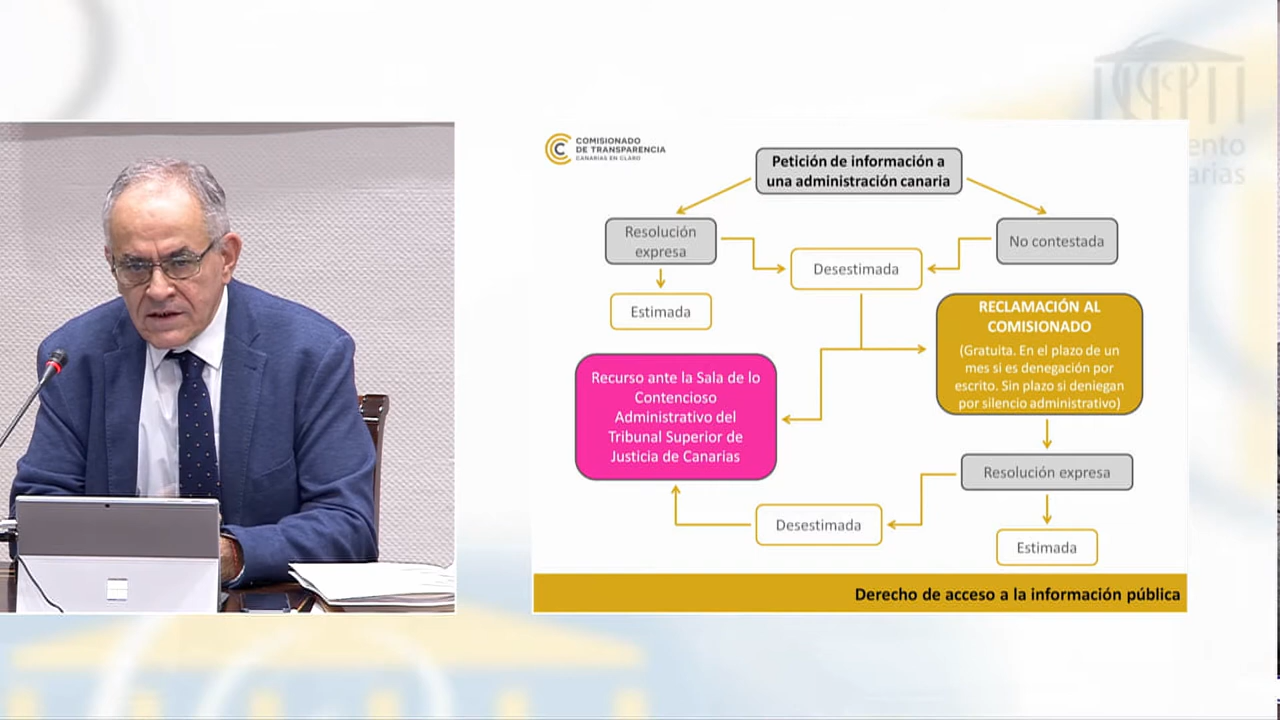 COMISIONADO
DE TRANSPARENCIA
CANARIAS EN CLARO
Petición de información a
una administración canaria
Resolución
expresa
No contestada
Desestimada
Estimada
RECLAMACIÓN AL
COMISIONADO
(Gratuita. En el plazo de un
mes si es denegación por
escrito. Sin plazo si deniegan
por silencio administrativo)
Recurso ante la Sala de lo
Contencioso
Administrativo del
Tribunal Superior de
Justicia de Canarias
Resolución expresa
Desestimada
Estimada
Derecho de acceso a la información pública
ento
arias